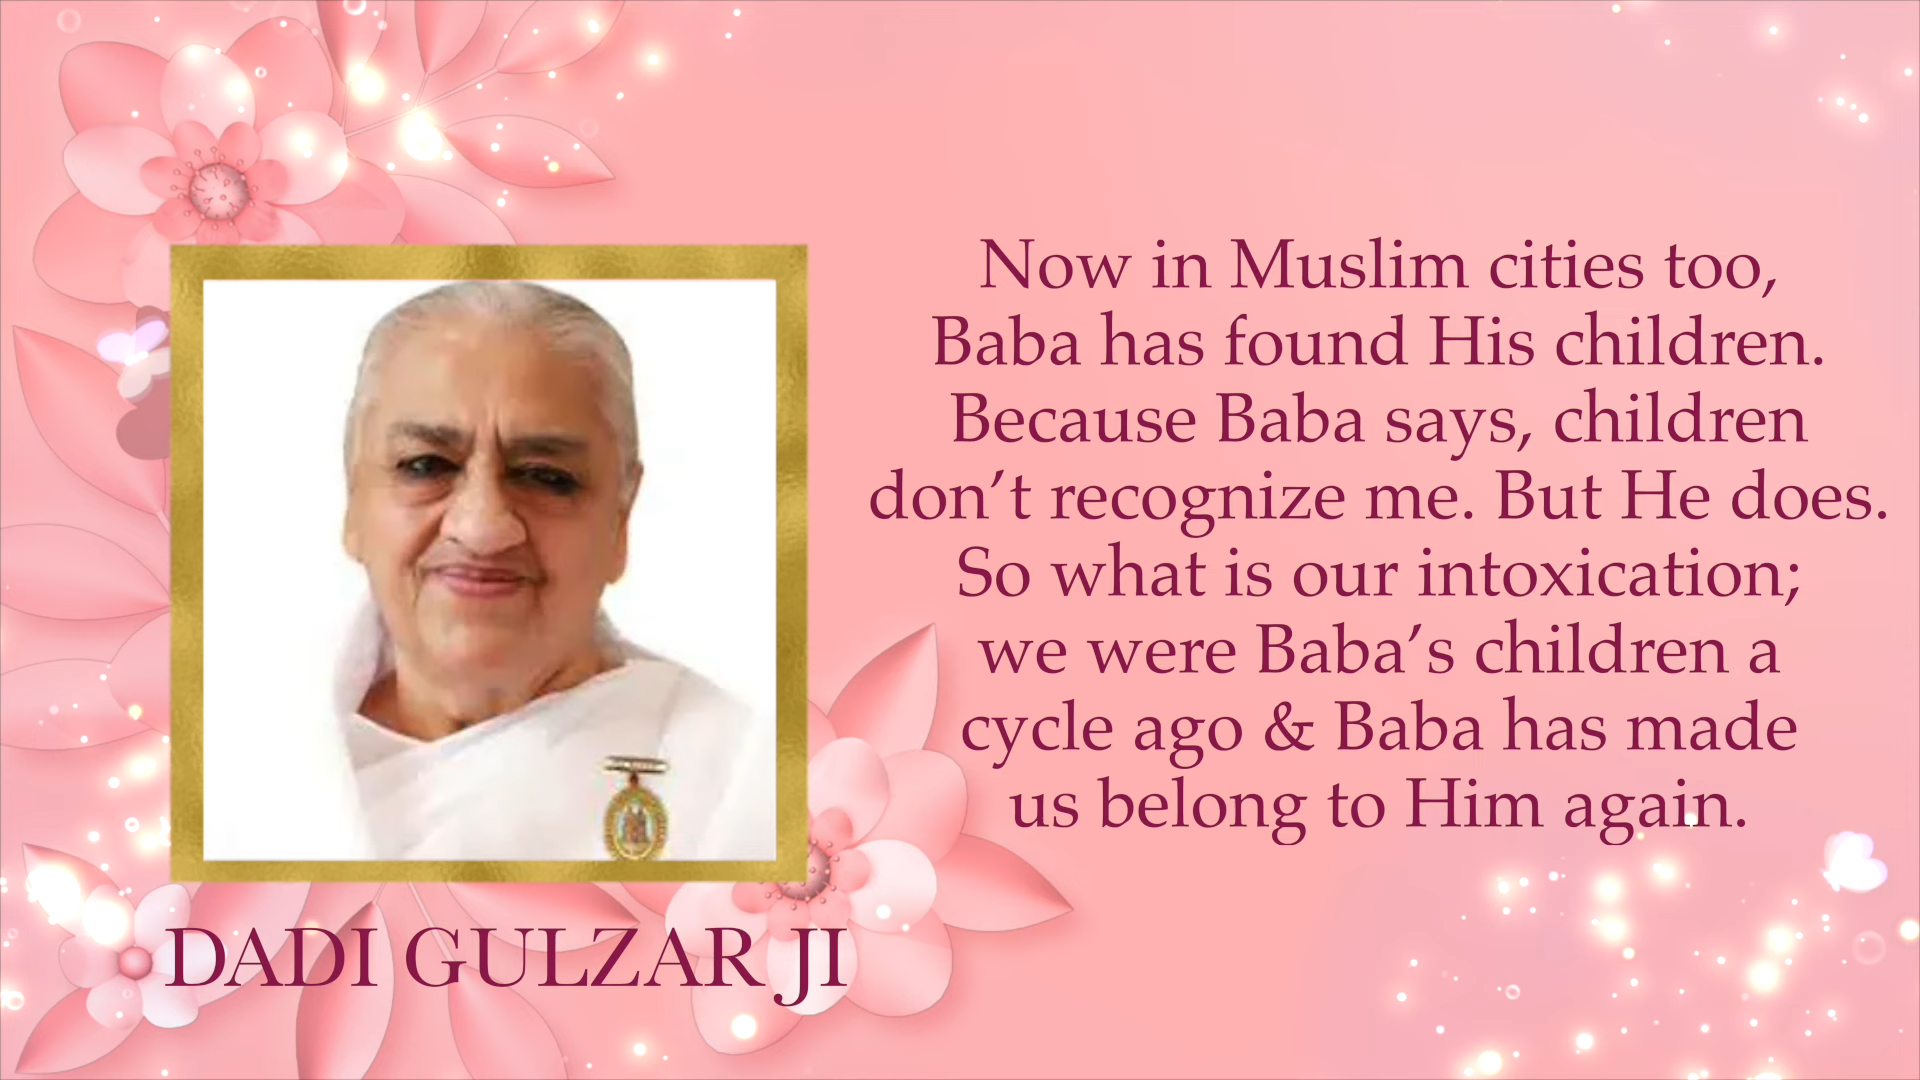 Now in Muslim cities too,
Baba has found His children.
Because Baba says, children
don’t recognize me. But He does.
So what is our intoxication;
we were Baba’s children a
cycle ago & Baba has made
us belong to Him again.
DADI GULZAR JI